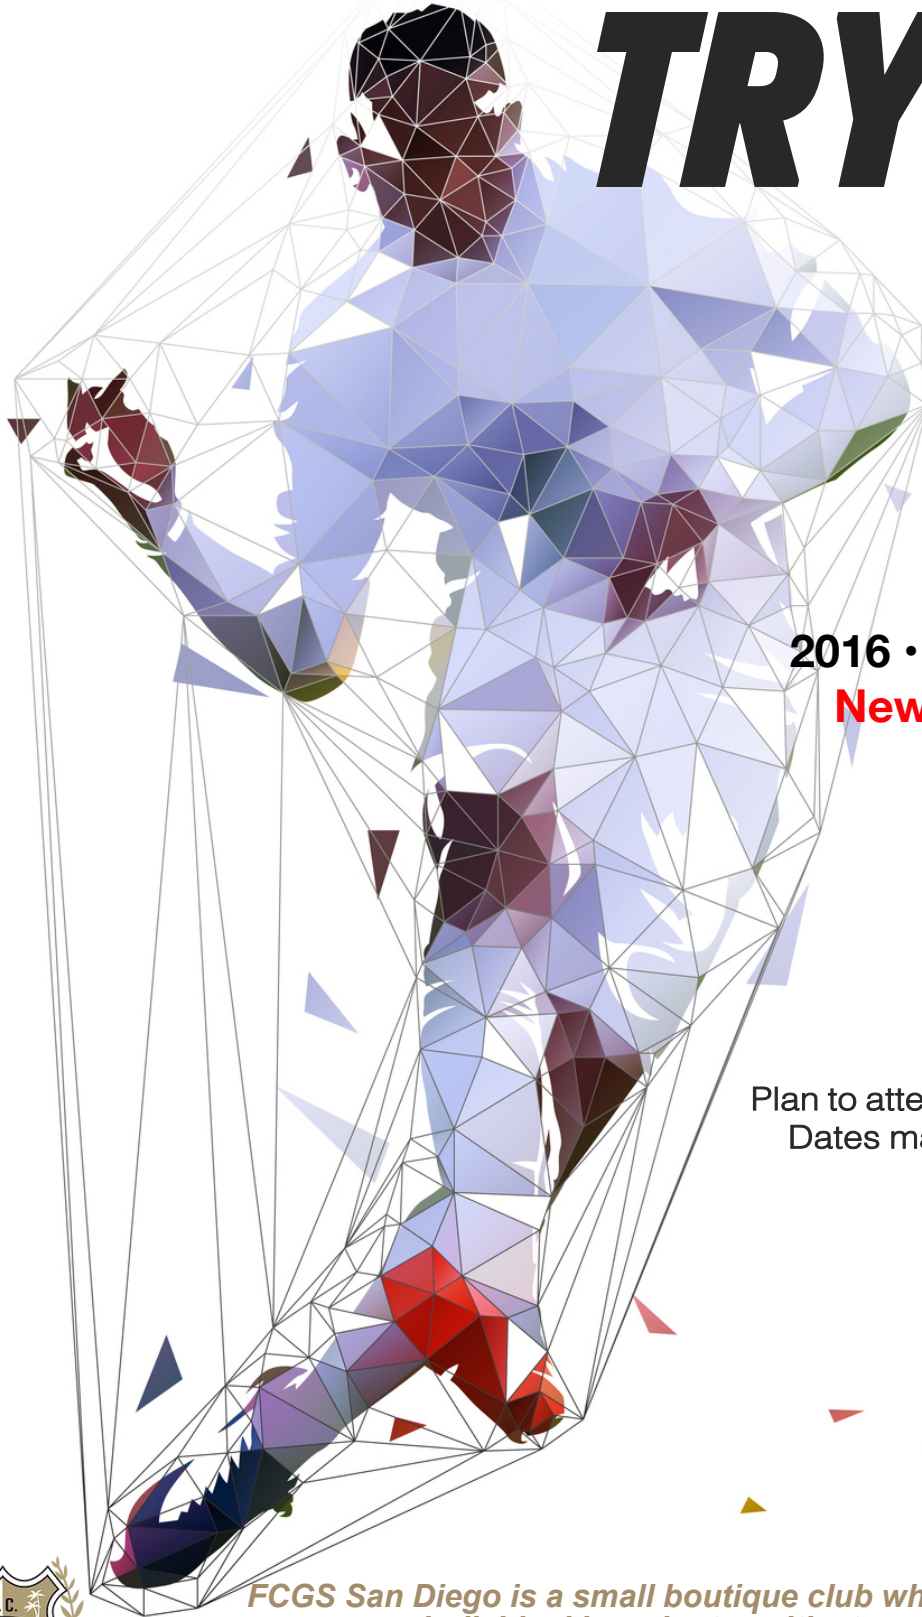 TRY
2016 •
New
Plan to atte
Dates ma
FCGS San Diego is a small boutique club wh
C.